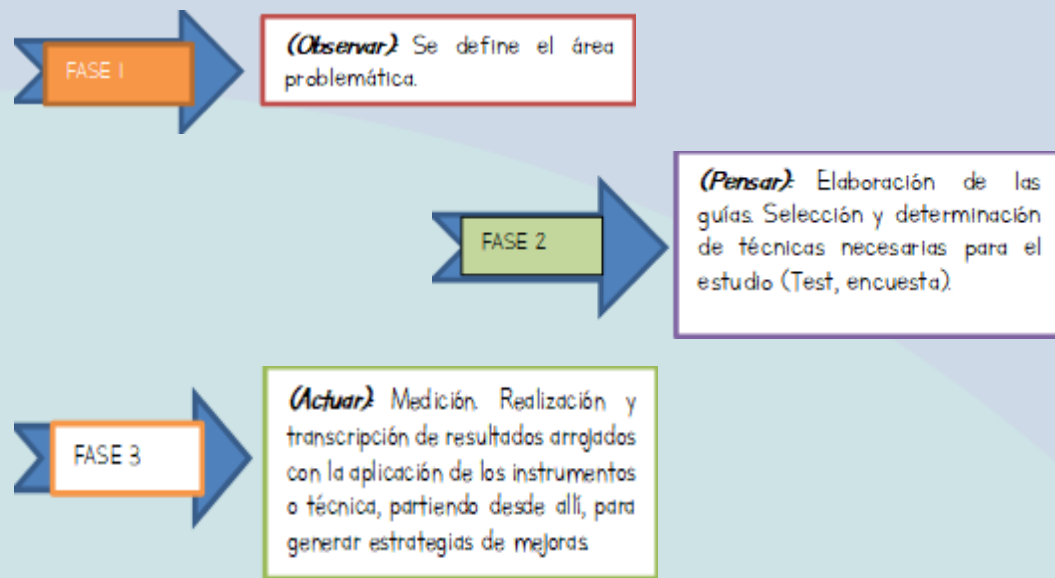 FASE 1
(Observar): Se define el área
problemática.
FASE 2
(Pensar): Elaboración de las
guías. Selección y determinación
de técnicas necesarias para el
estudio (Test, encuesta).
FASE 3
(Actuar): Medición. Realización y
transcripción de resultados arrojados
con la aplicación de los instrumentos
o técnica, partiendo desde allí, para
generar estrategias de mejoras.